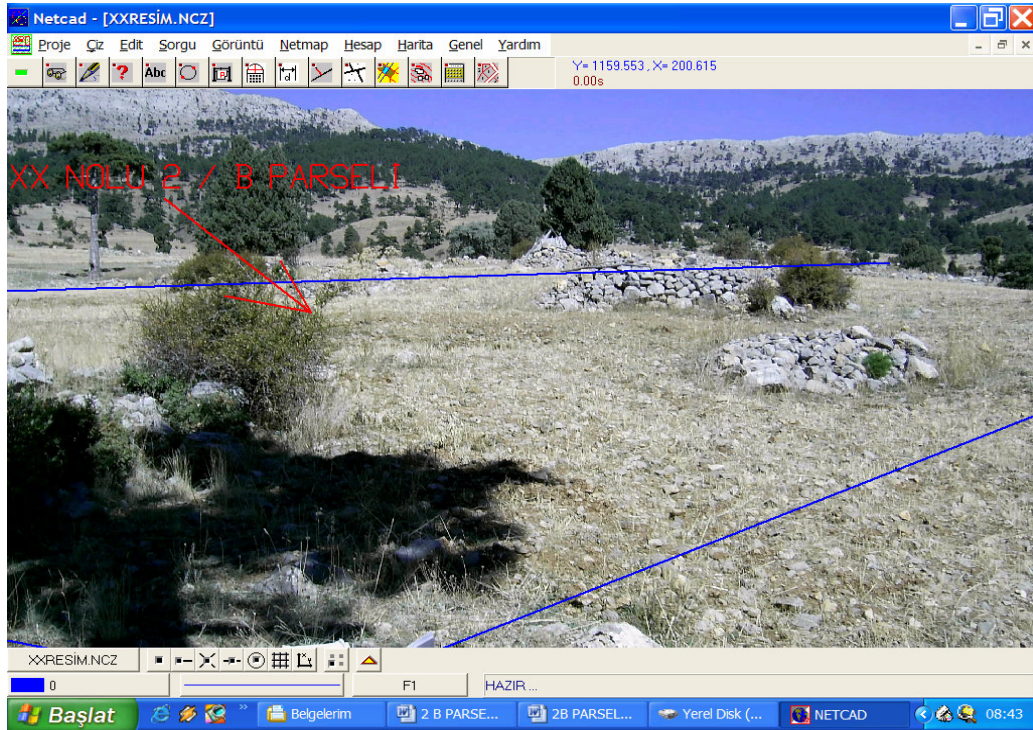 Netcad - [XXRESİM.NCZ]
Proje Çiz Edit Sorgu Görüntü Netmap Hesap Harita Genel Yardım
Abc
Y= 1159.553 , X= 200.615
0.00s
XX NOLU 2 / B PARSELİ
XXRESİM.NCZ
0 F1 HAZIR ...
Başlat Belgelerim 2 B PARSE... 2B PARSEL... Yerel Disk (... NETCAD 08:43